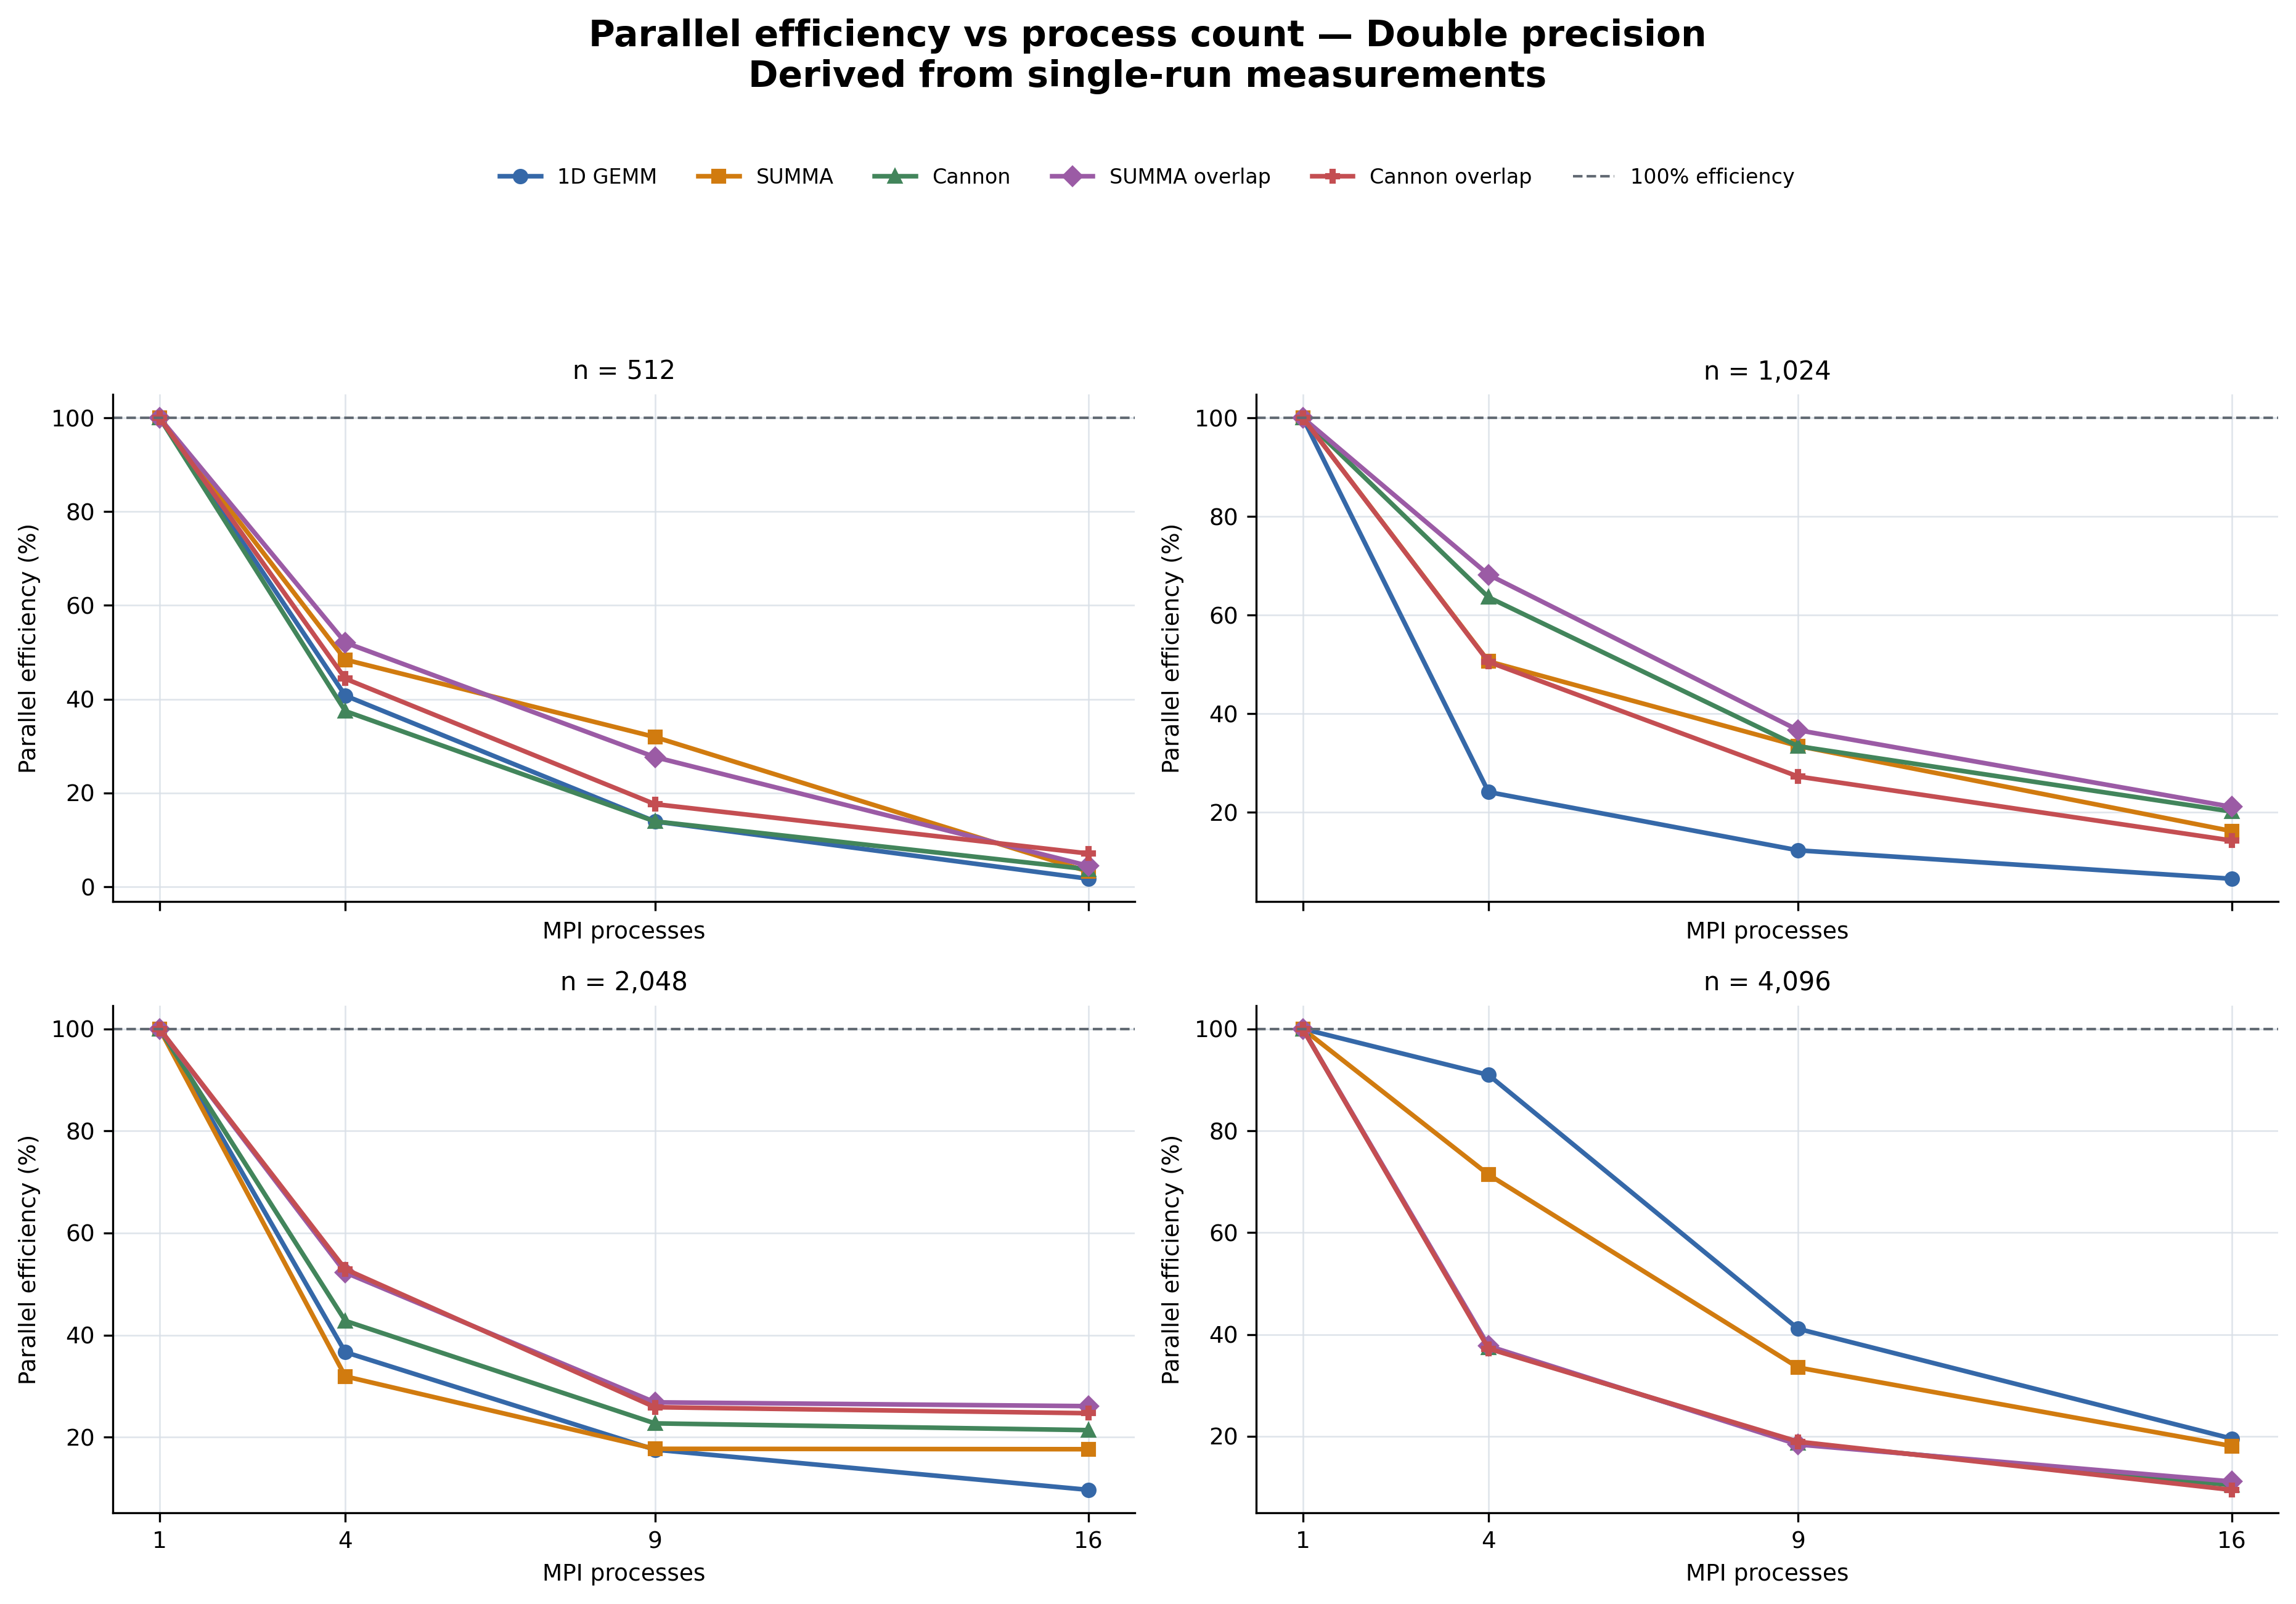 Parallel efficiency vs process count — Double precision
Derived from single-run measurements
1D GEMM SUMMA Cannon SUMMA overlap Cannon overlap 100% efficiency
n = 512
100
80
60
40
20
0
Parallel efficiency (%)
MPI processes
n = 1,024
100
80
60
40
20
Parallel efficiency (%)
MPI processes
n = 2,048
100
80
60
40
20
Parallel efficiency (%)
1 4 9 16
MPI processes
n = 4,096
100
80
60
40
20
Parallel efficiency (%)
1 4 9 16
MPI processes